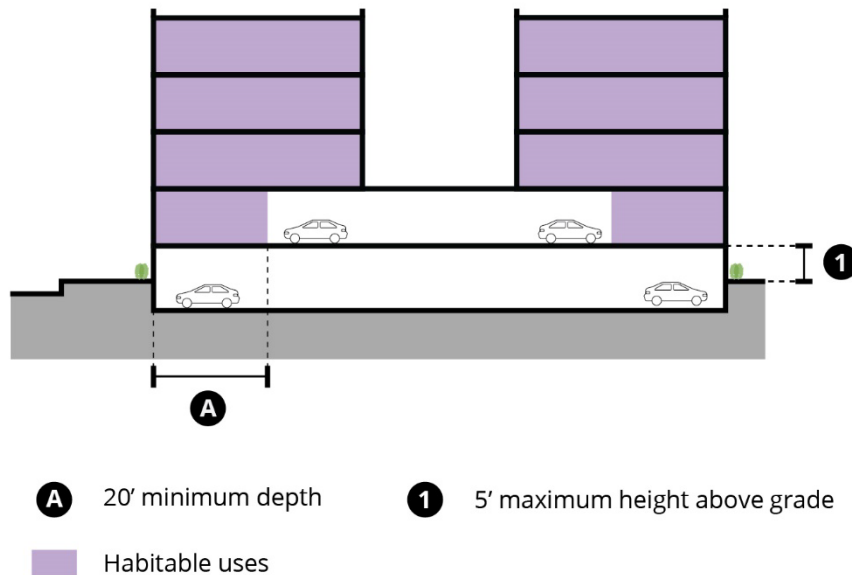 1
A
A 20' minimum depth 1 5' maximum height above grade
Habitable uses